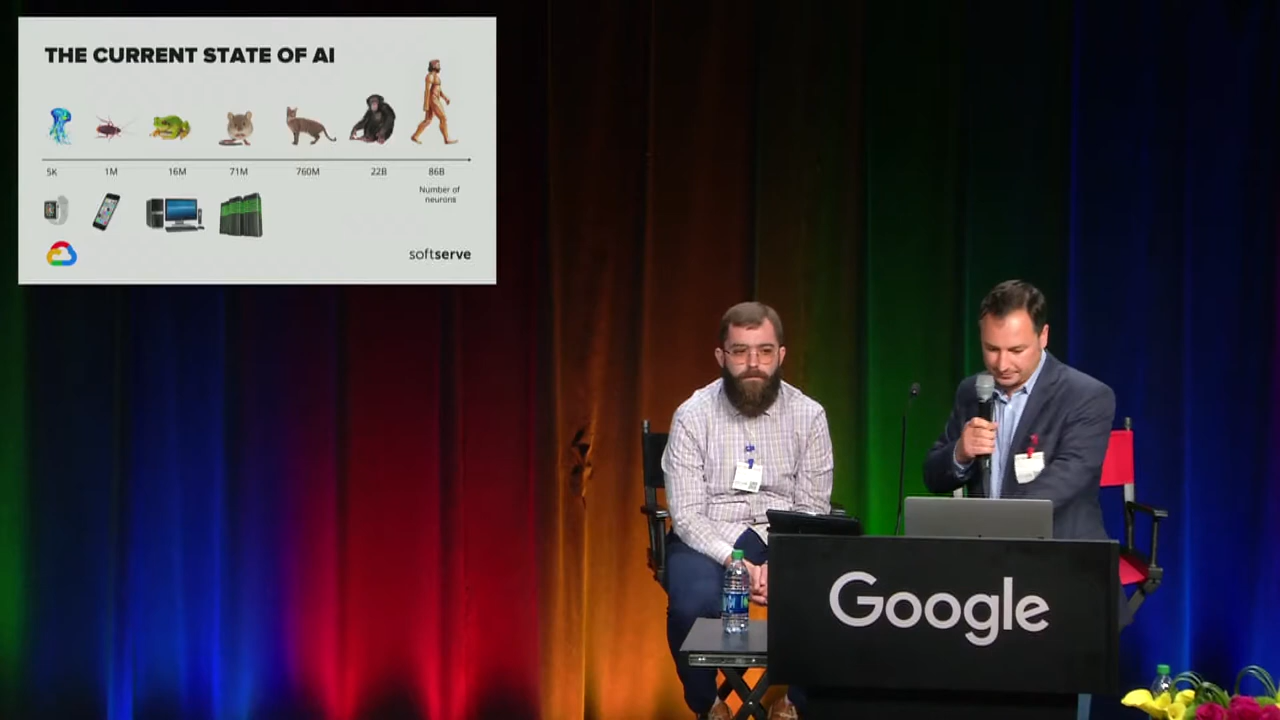 THE CURRENT STATE OF AI
5K 1M 16M 71M 760M 22B 86B
Number of
neurons
softserve
Google